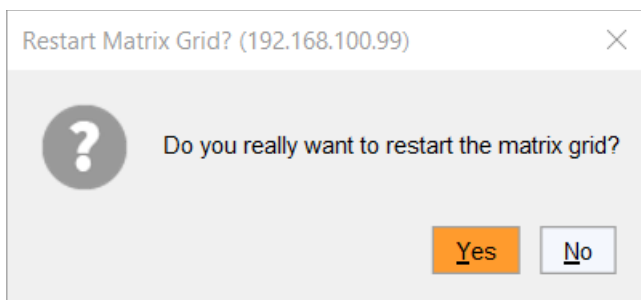 Restart Matrix Grid? (192.168.100.99)
Do you really want to restart the matrix grid?
Yes No